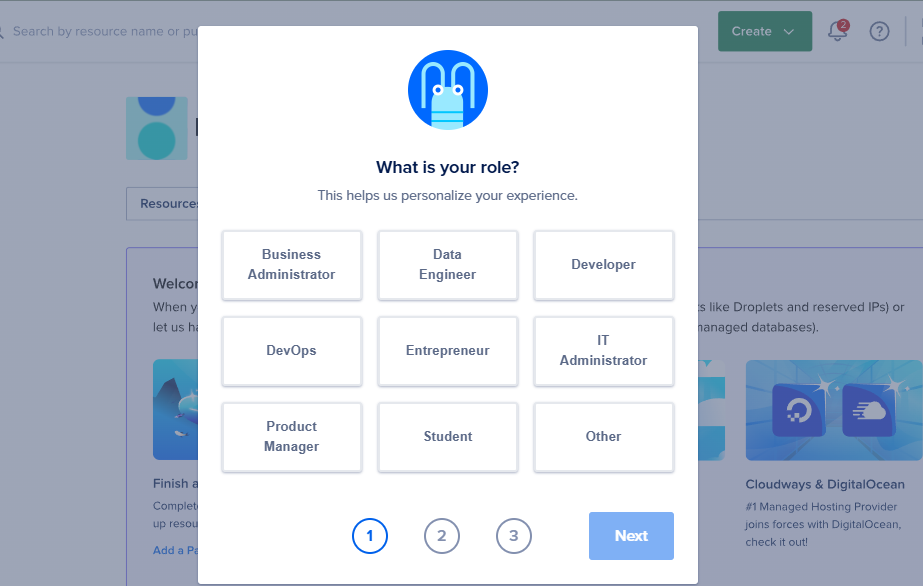 Search by resource name or pu
Create
2
?
Resources
What is your role?
This helps us personalize your experience.
Business
Administrator
Data
Engineer
Developer
DevOps
Entrepreneur
IT
Administrator
Product
Manager
Student
Other
1
2
3
Next
Welco
When y
let us ha
s like Droplets and reserved IPs) or
managed databases).
Finish a
Complet
up resou
Add a Pa
Cloudways & DigitalOcean
#1 Managed Hosting Provider
joins forces with DigitalOcean,
check it out!